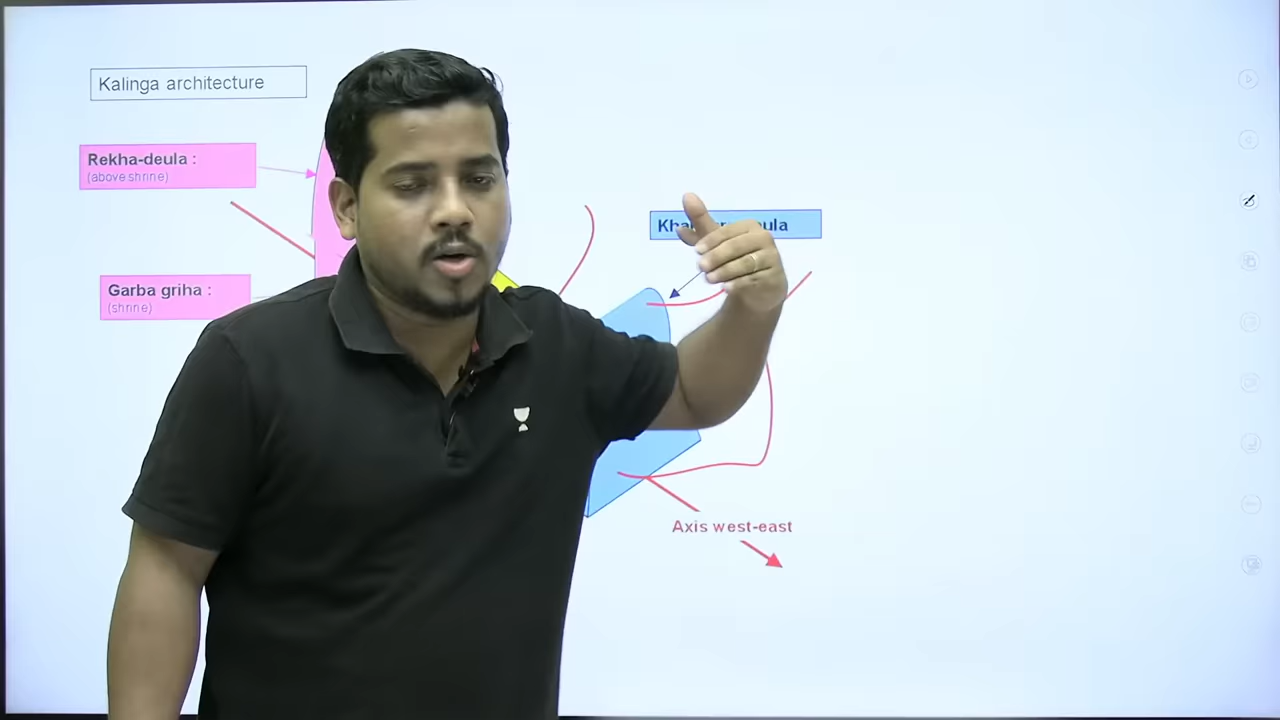 Kalinga architecture
Rekha-deula :
(above shrine)
Garba griha :
(shrine)
Axis west-east